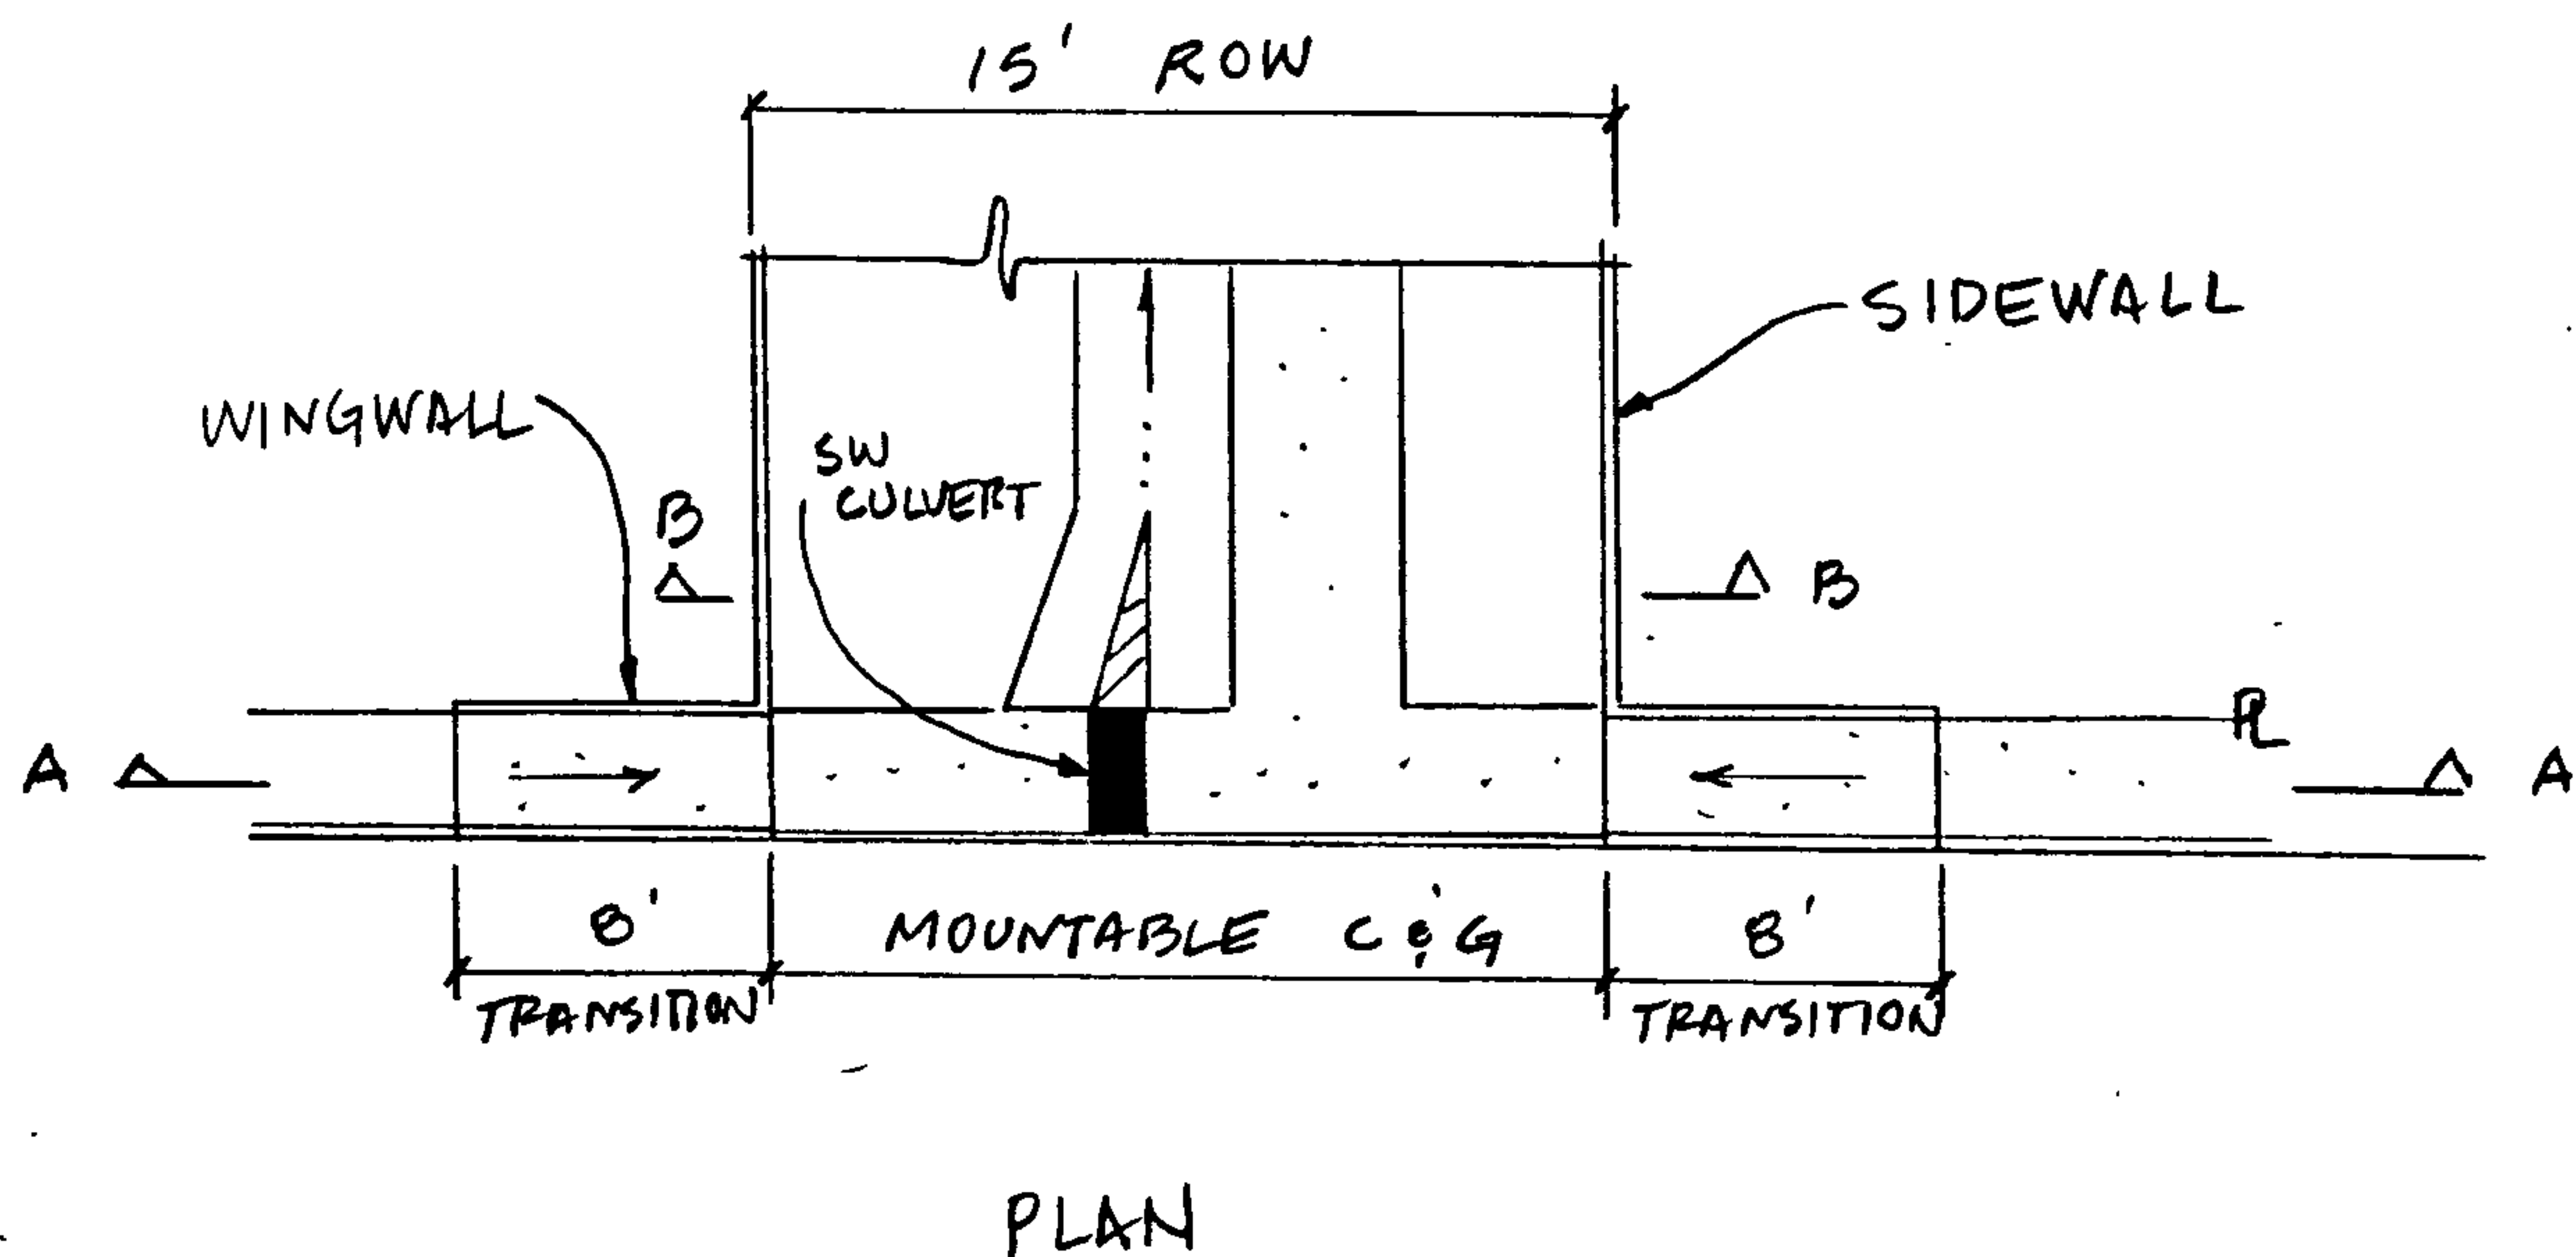 15' ROW
SIDEWALL
WINGWALL
SW
CULVERT
B
B
PL
A
A
8'
MOUNTABLE C & G
8'
TRANSITION
TRANSITION
PLAN